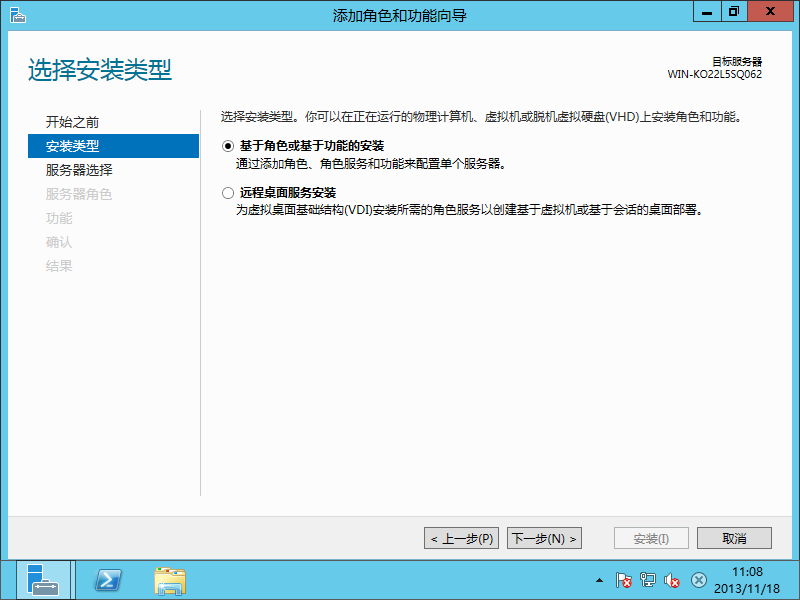 添加角色和功能向导
选择安装类型
目标服务器
WIN-KO22L5SQ062
开始之前
安装类型
服务器选择
服务器角色
功能
确认
结果
选择安装类型。你可以在正在运行的物理计算机、虚拟机或脱机虚拟硬盘(VHD)上安装角色和功能。
基于角色或基于功能的安装
通过添加角色、角色服务和功能来配置单个服务器。
远程桌面服务安装
为虚拟桌面基础结构(VDI)安装所需的角色服务以创建基于虚拟机或基于会话的桌面部署。
< 上一步(P)
下一步(N) >
安装(I)
取消
11:08
2013/11/18